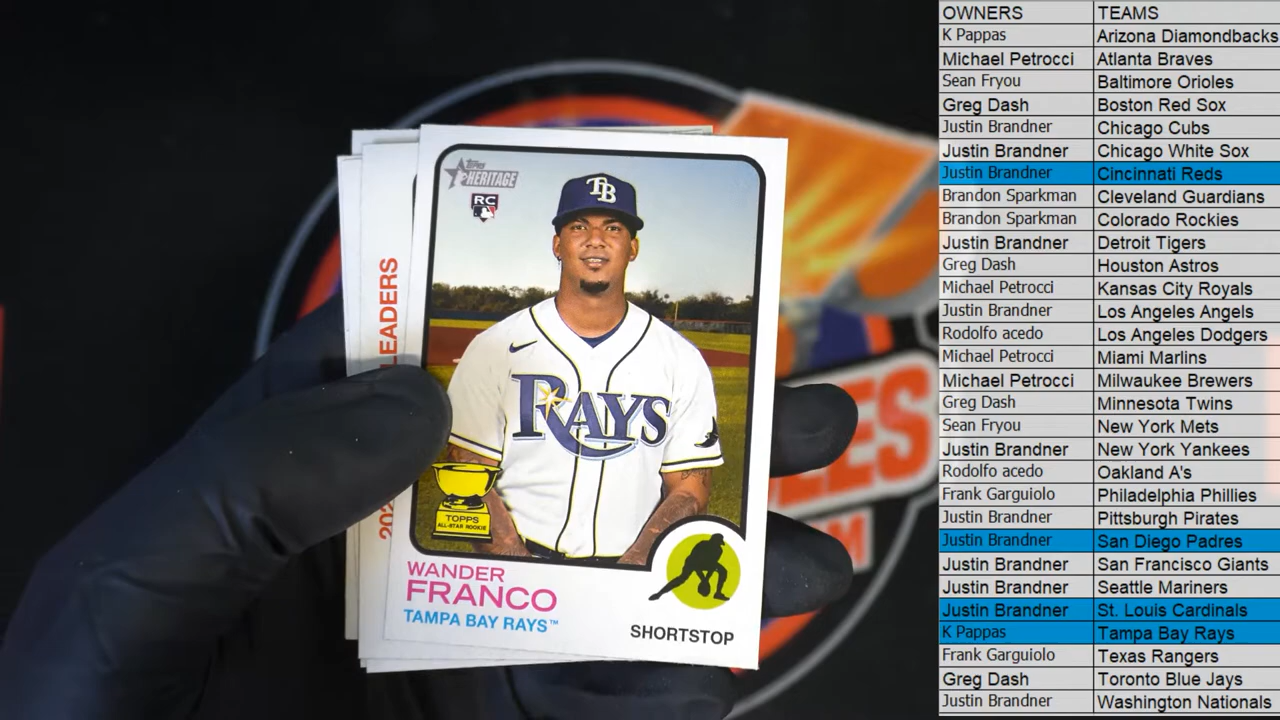 OWNERS TEAMS
K Pappas Arizona Diamondbacks
Michael Petrocci Atlanta Braves
Sean Fryou Baltimore Orioles
Greg Dash Boston Red Sox
Justin Brandner Chicago Cubs
Justin Brandner Chicago White Sox
Justin Brandner Cincinnati Reds
Brandon Sparkman Cleveland Guardians
Brandon Sparkman Colorado Rockies
Justin Brandner Detroit Tigers
Greg Dash Houston Astros
Michael Petrocci Kansas City Royals
Justin Brandner Los Angeles Angels
Rodolfo acedo Los Angeles Dodgers
Michael Petrocci Miami Marlins
Michael Petrocci Milwaukee Brewers
Greg Dash Minnesota Twins
Sean Fryou New York Mets
Justin Brandner New York Yankees
Rodolfo acedo Oakland A's
Frank Garguiolo Philadelphia Phillies
Justin Brandner Pittsburgh Pirates
Justin Brandner San Diego Padres
Justin Brandner San Francisco Giants
Justin Brandner Seattle Mariners
Justin Brandner St. Louis Cardinals
K Pappas Tampa Bay Rays
Frank Garguiolo Texas Rangers
Greg Dash Toronto Blue Jays
Justin Brandner Washington Nationals
TOPPS
HERITAGE
RC
TB
RAYS
TOPPS
ALL-STAR ROOKIE
WANDER
FRANCO
TAMPA BAY RAYS™
SHORTSTOP